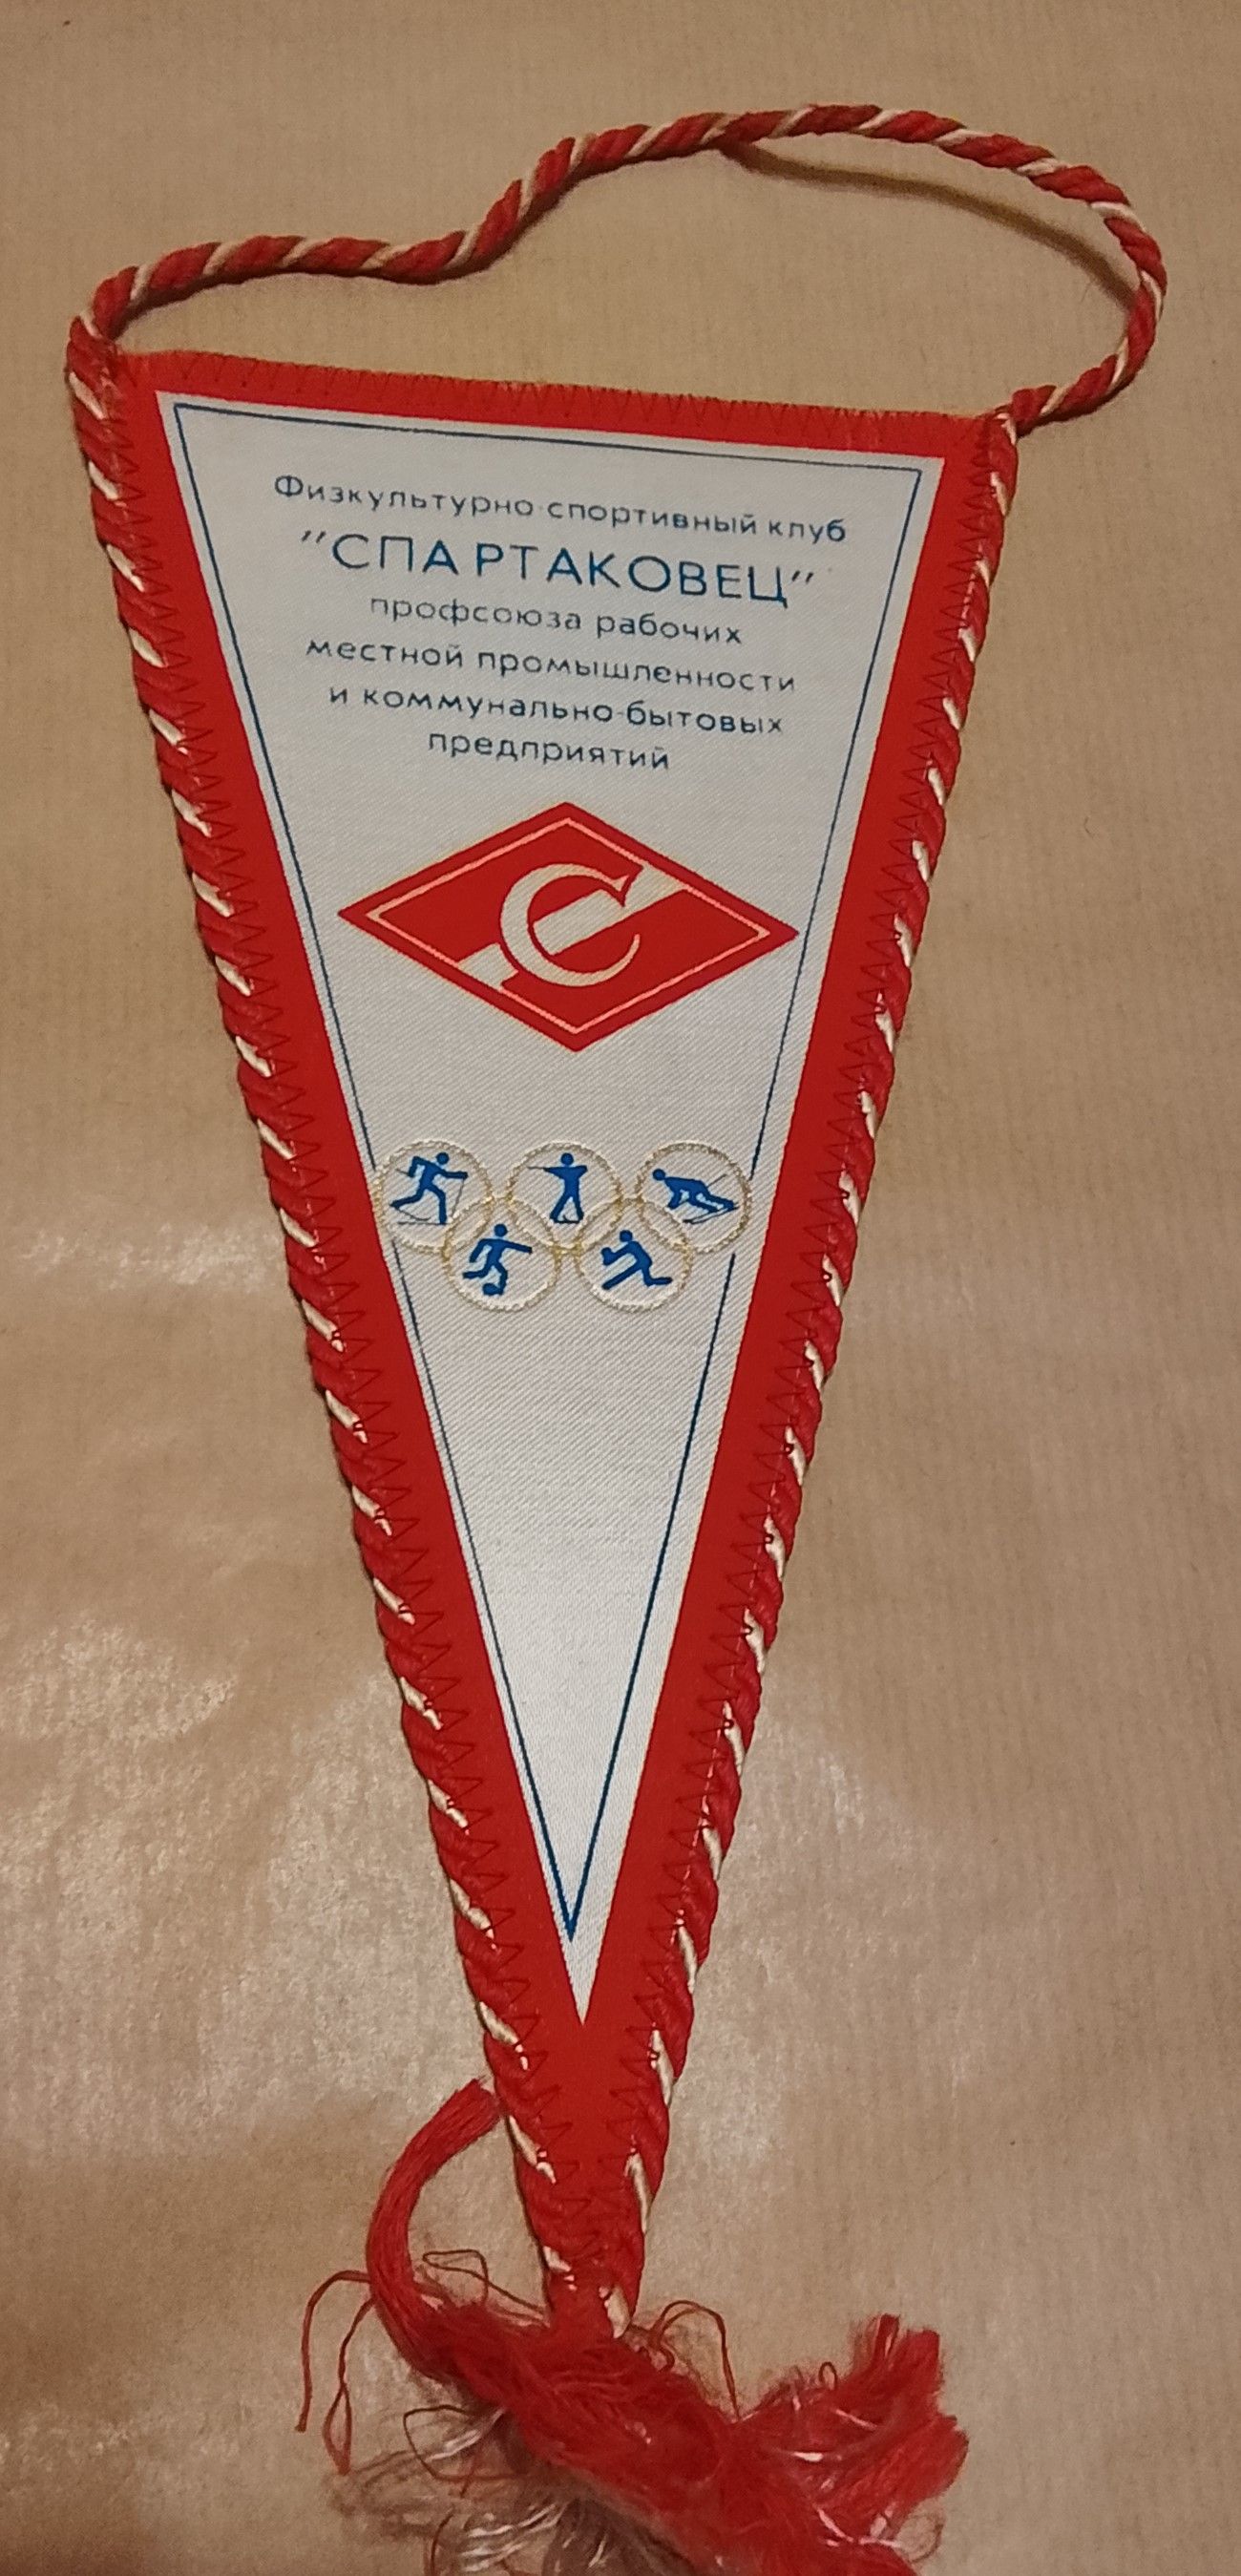 Физкультурно-спортивный клуб
"СПАРТАКОВЕЦ"
профсоюза рабочих
местной промышленности
и коммунально-бытовых
предприятий
С